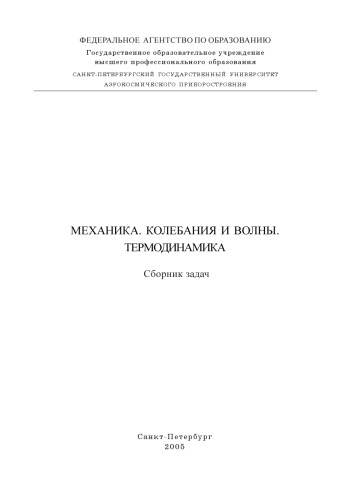 ФЕДЕРАЛЬНОЕ АГЕНТСТВО ПО ОБРАЗОВАНИЮ
Государственное образовательное учреждение
высшего профессионального образования
САНКТ-ПЕТЕРБУРГСКИЙ ГОСУДАРСТВЕННЫЙ УНИВЕРСИТЕТ
АЭРОКОСМИЧЕСКОГО ПРИБОРОСТРОЕНИЯ
МЕХАНИКА. КОЛЕБАНИЯ И ВОЛНЫ.
ТЕРМОДИНАМИКА
Сборник задач
Санкт-Петербург
2005